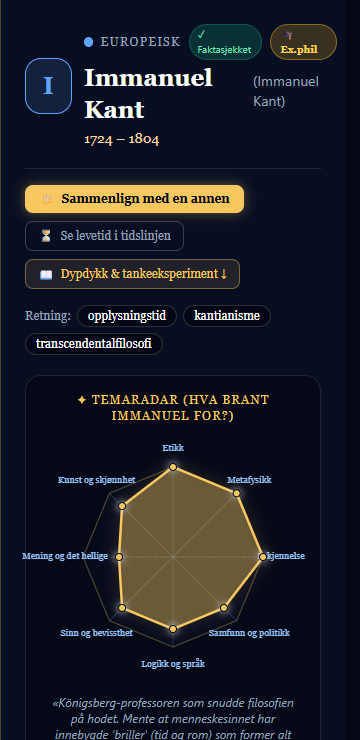 EUROPEISK
✓ Faktasjekket
Ex.phil
I
Immanuel
Kant
(Immanuel
Kant)
1724 – 1804
Sammenlign med en annen
Se levetid i tidslinjen
Dypdykk & tankeeksperiment ↓
Retning:
opplysningstid
kantianisme
transcendentalfilosofi
✦ TEMARADAR (HVA BRANT
IMMANUEL FOR?)
Etikk
Kunst og skjønnhet
Metafysikk
Mening og det hellige
kjennelse
Sinn og bevissthet
Samfunn og politikk
Logikk og språk
«Königsberg-professoren som snudde filosofien
på hodet. Mente at menneskesinnet har
innebygde 'briller' (tid og rom) som former alt